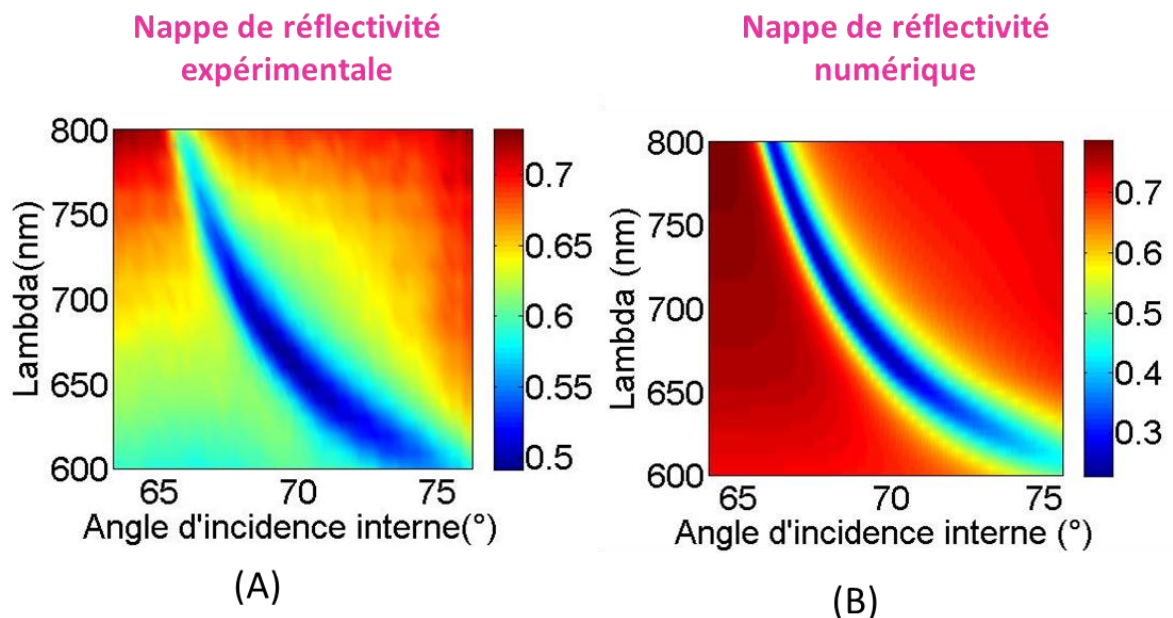 Nappe de réflectivité
expérimentale
800
750
700
650
600
Lambda(nm)
65
70
75
Angle d'incidence interne(°)
0.7
0.65
0.6
0.55
0.5
(A)
Nappe de réflectivité
numérique
800
750
700
650
600
Lambda (nm)
65
70
75
Angle d'incidence interne (°)
0.7
0.6
0.5
0.4
0.3
(B)